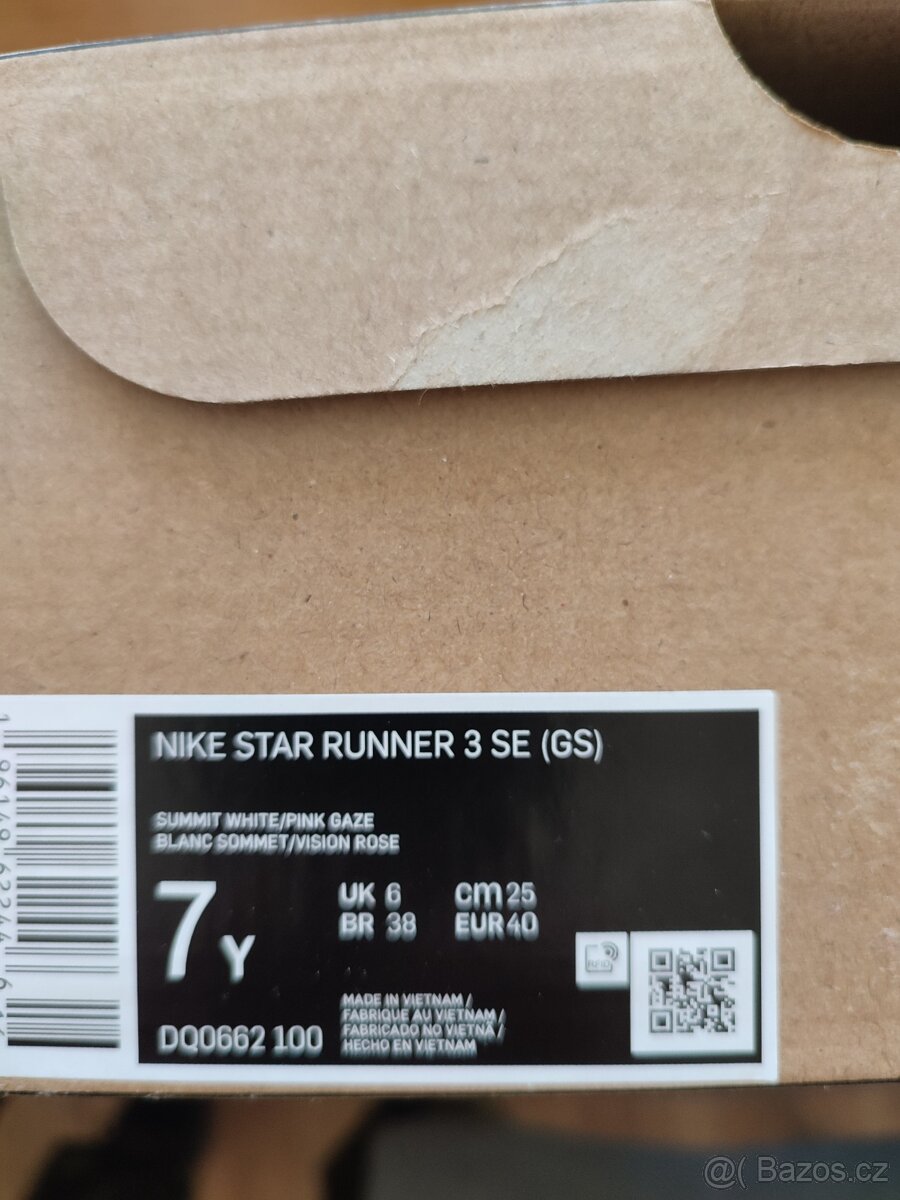 NIKE STAR RUNNER 3 SE (GS)
SUMMIT WHITE/PINK GAZE
BLANC SOMMET/VISION ROSE
7 Y
UK 6 cm 25
BR 38 EUR 40
RFID
DQ0662 100
MADE IN VIETNAM /
FABRIQUE AU VIETNAM /
FABRICADO NO VIETNÃ /
HECHO EN VIETNAM
@( Bazos.cz